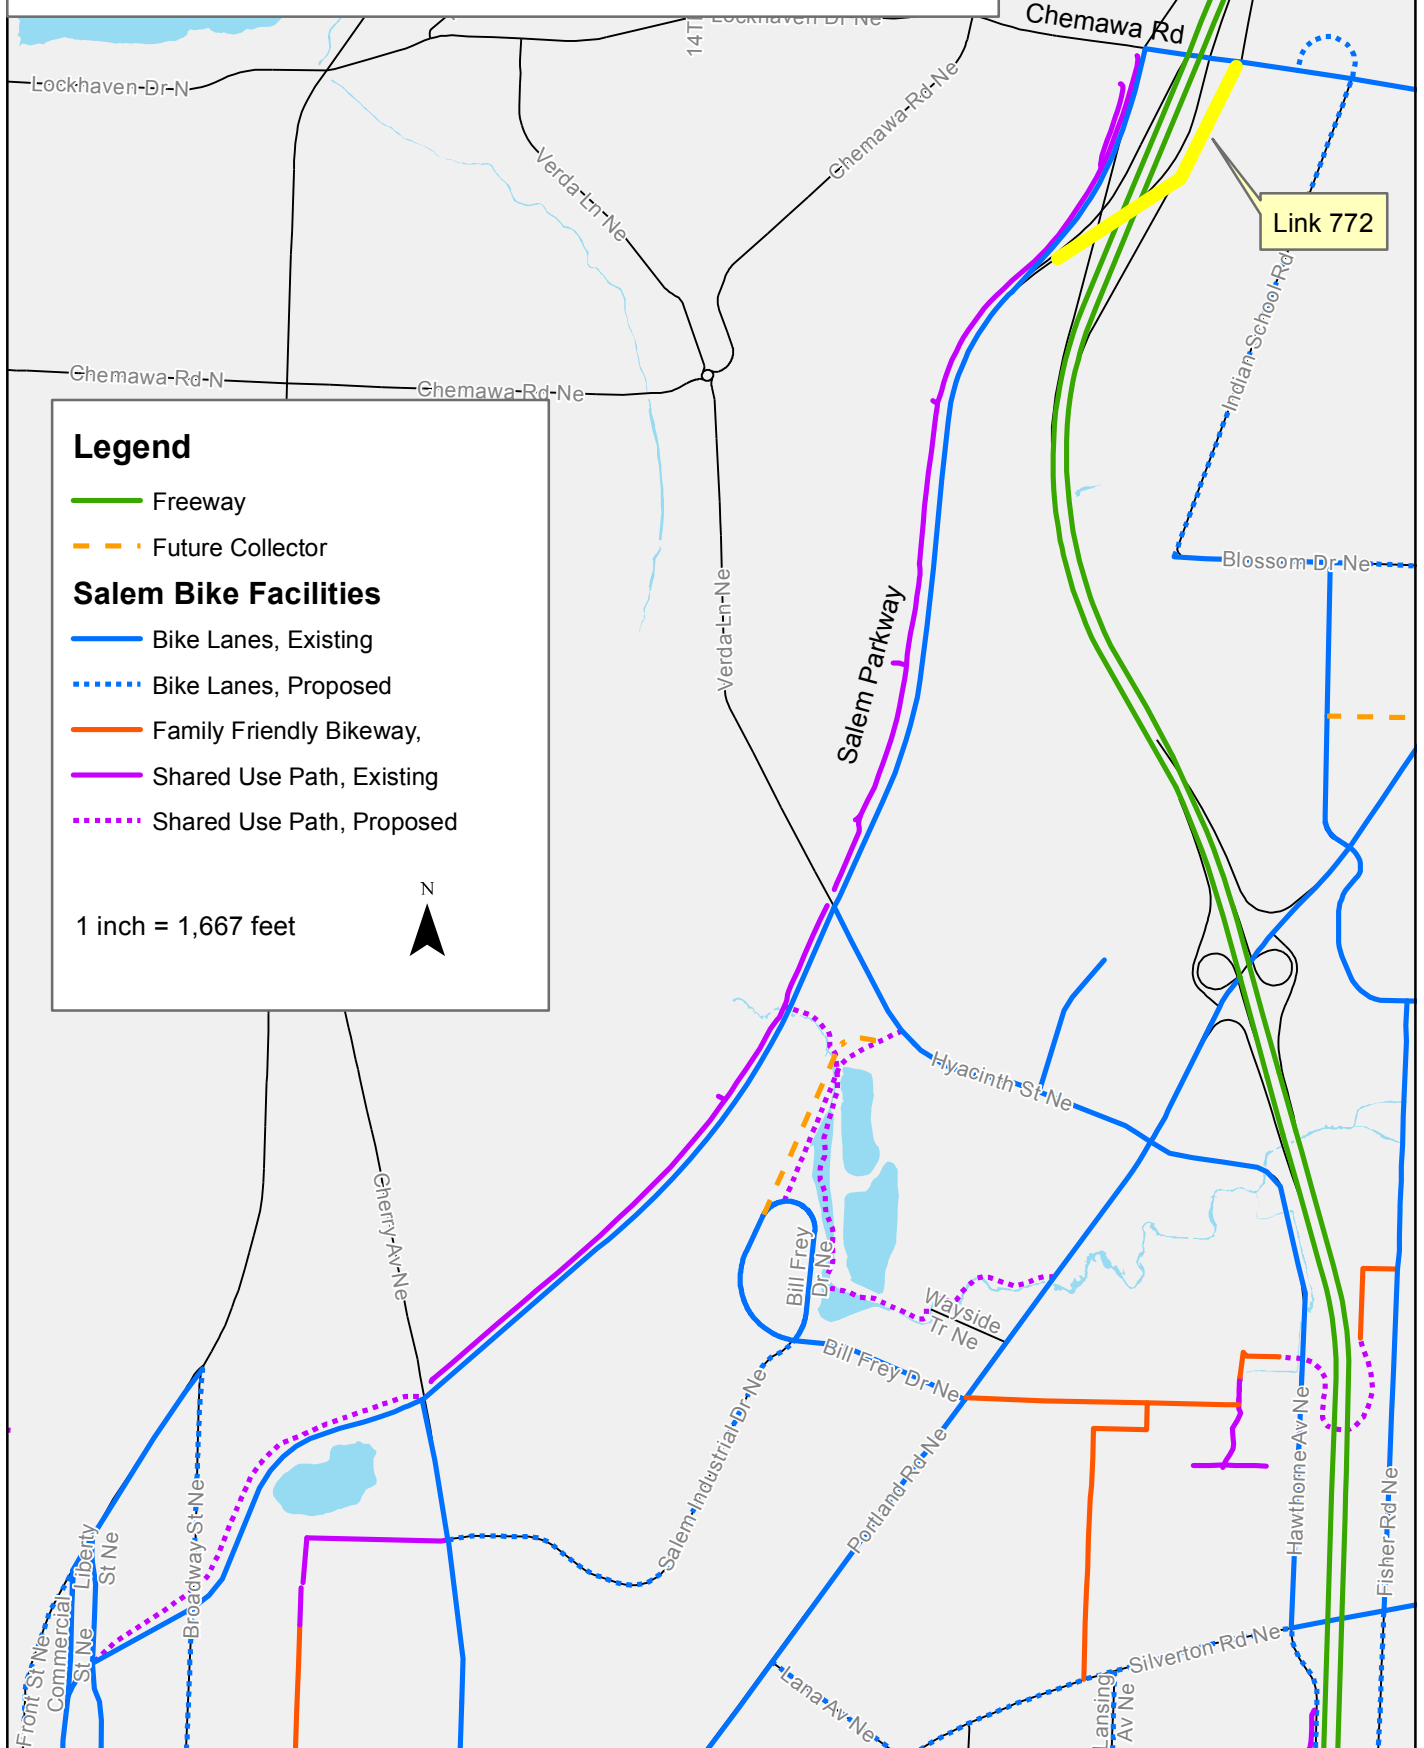 Lockhaven Dr Ne
14T
Chemawa Rd
Lockhaven Dr N
Chemawa Rd Ne
Verda Ln Ne
Link 772
Indian School Rd
Chemawa Rd N
Chemawa Rd Ne
Legend
Freeway
Future Collector
Salem Bike Facilities
Bike Lanes, Existing
Bike Lanes, Proposed
Family Friendly Bikeway,
Shared Use Path, Existing
Shared Use Path, Proposed
N
1 inch = 1,667 feet
Blossom Dr Ne
Verda Ln Ne
Salem Parkway
Hyacinth St Ne
Cherry Av Ne
Bill Frey
Dr Ne
Wayside
Tr Ne
Bill Frey Dr Ne
Salem Industrial Dr Ne
Portland Rd Ne
Hawthorne Av Ne
Fisher Rd Ne
Liberty
St Ne
Broadway St Ne
Commercial
St Ne
Front St Ne
Silverton Rd Ne
Lana Av Ne
Lansing
Av Ne